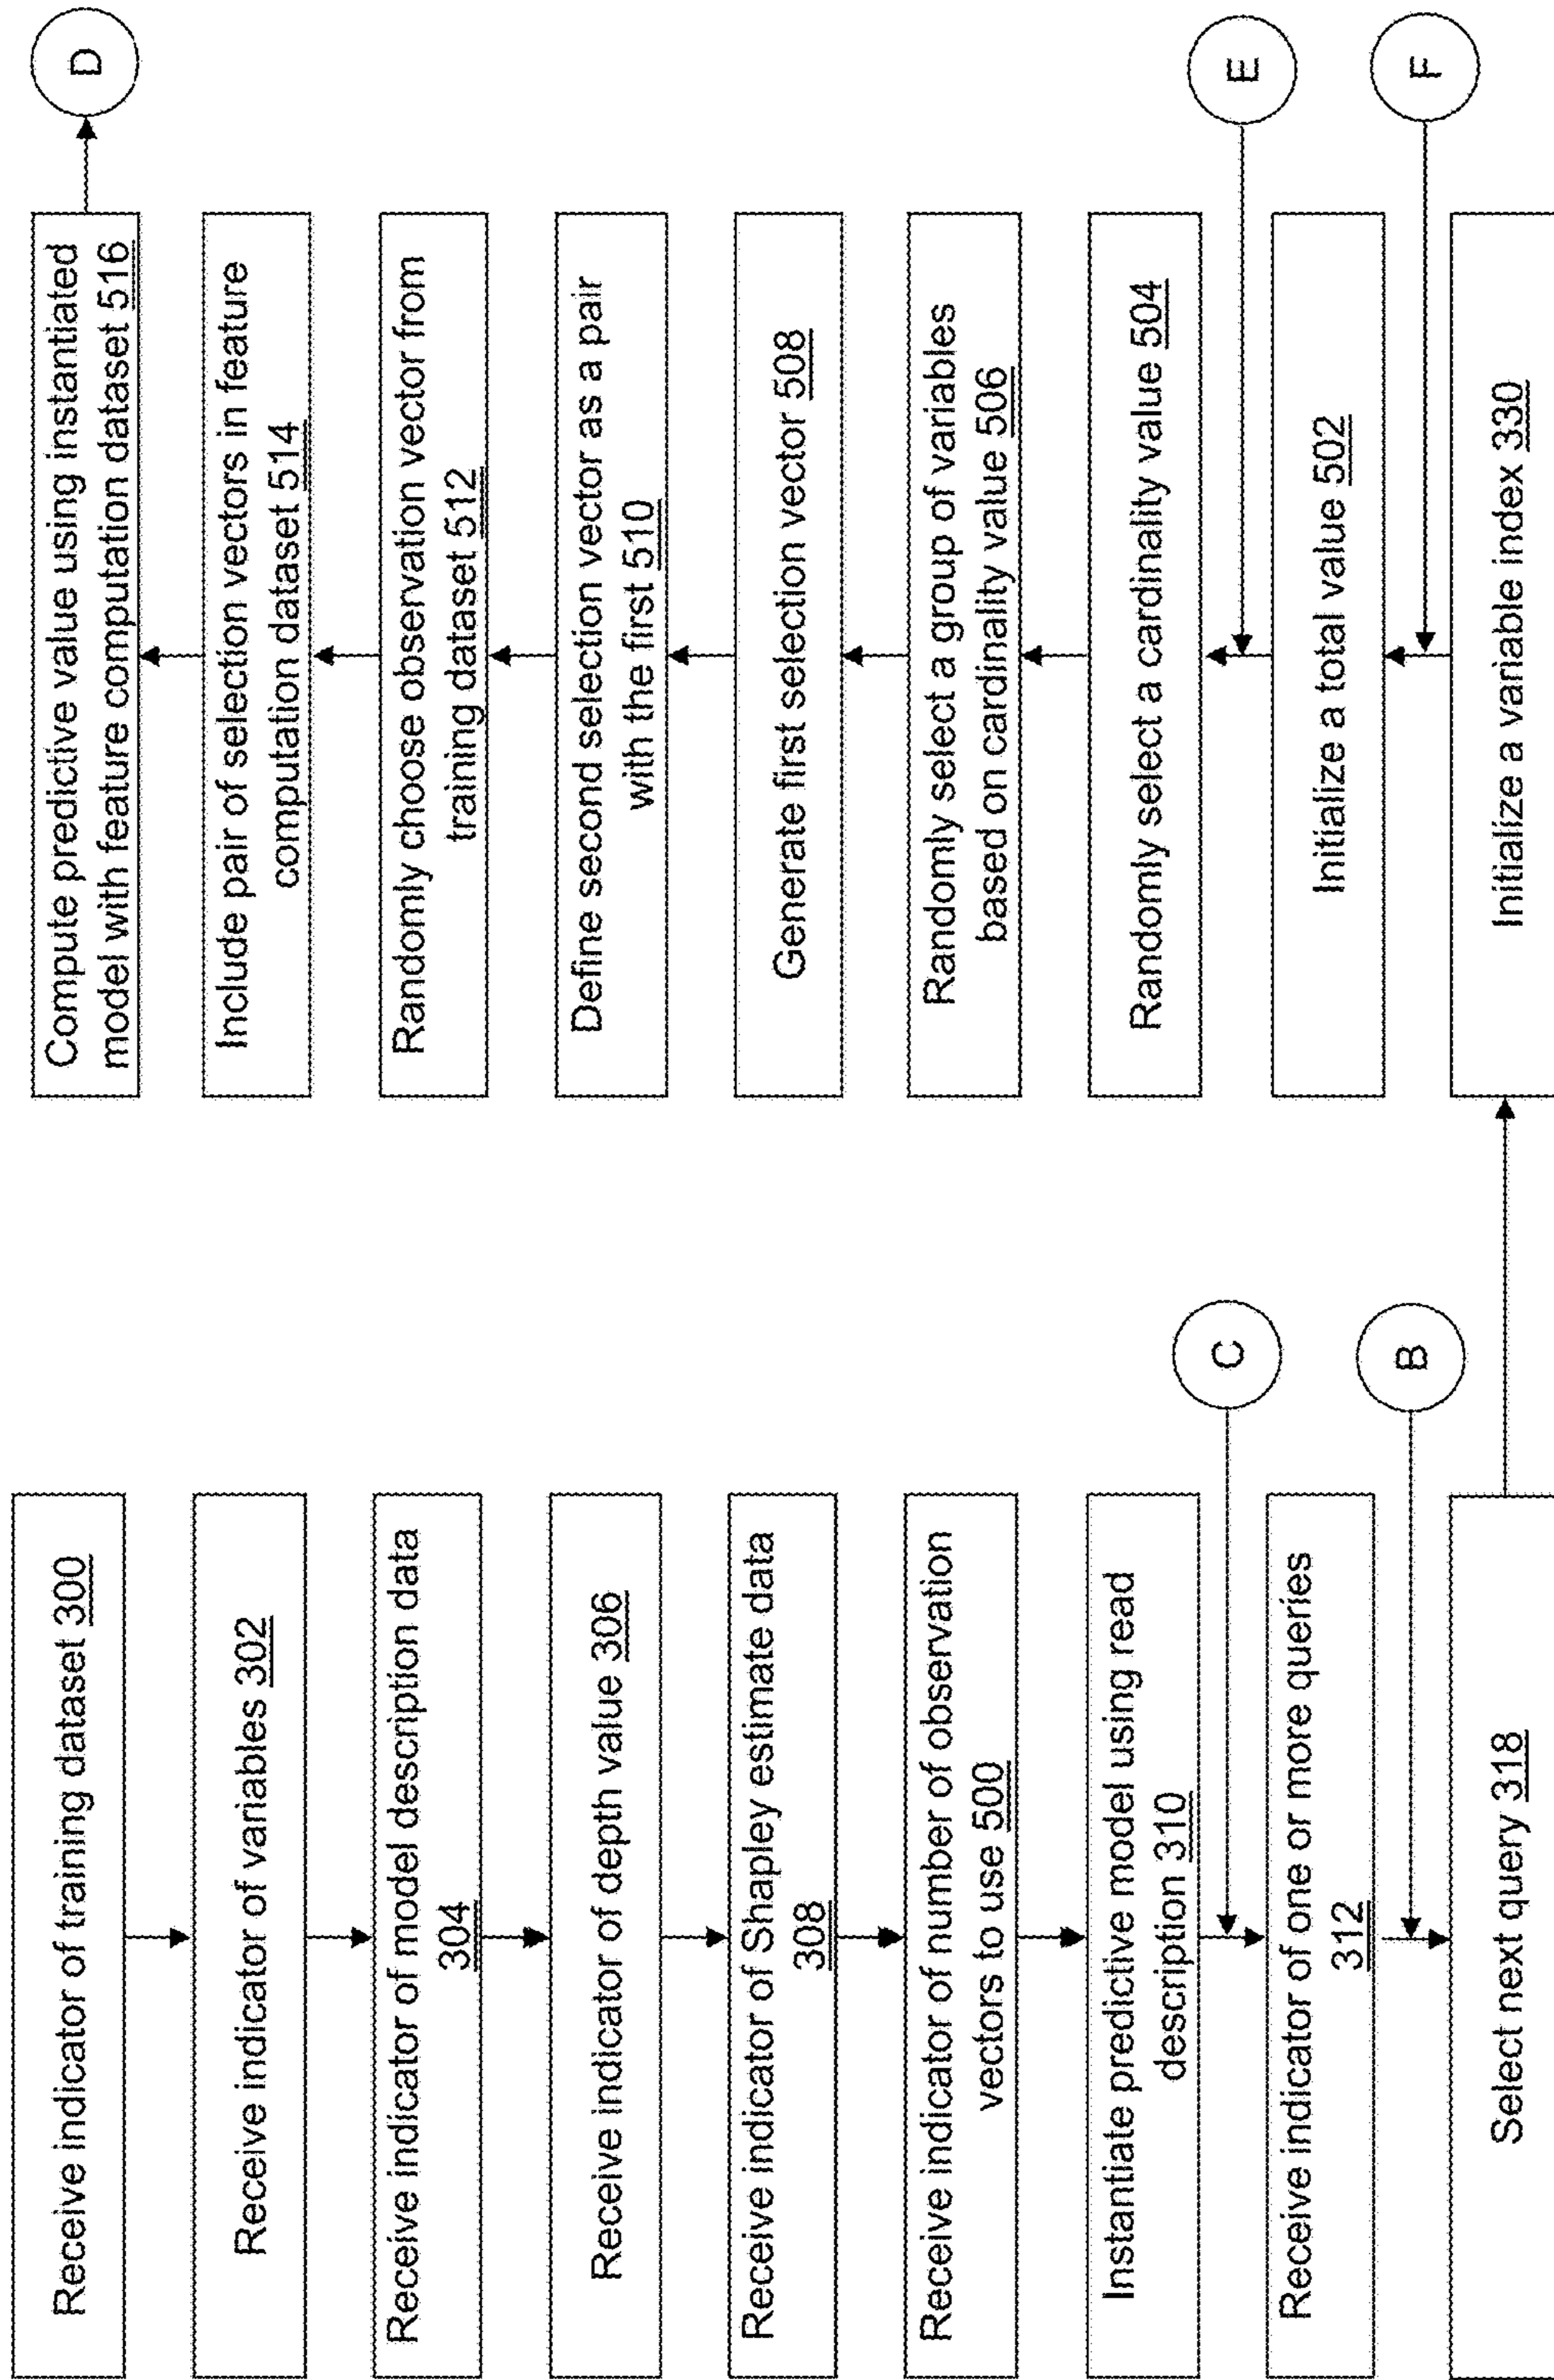 Receive indicator of training dataset 300
Receive indicator of variables 302
Receive indicator of model description data
304
Receive indicator of depth value 306
Receive indicator of Shapley estimate data
308
Receive indicator of number of observation
vectors to use 500
Instantiate predictive model using read
description 310
C
Receive indicator of one or more queries
312
B
Select next query 318
Initialize a variable index 330
F
Initialize a total value 502
E
Randomly select a cardinality value 504
Randomly select a group of variables
based on cardinality value 506
Generate first selection vector 508
Define second selection vector as a pair
with the first 510
Randomly choose observation vector from
training dataset 512
Include pair of selection vectors in feature
computation dataset 514
Compute predictive value using instantiated
model with feature computation dataset 516
D